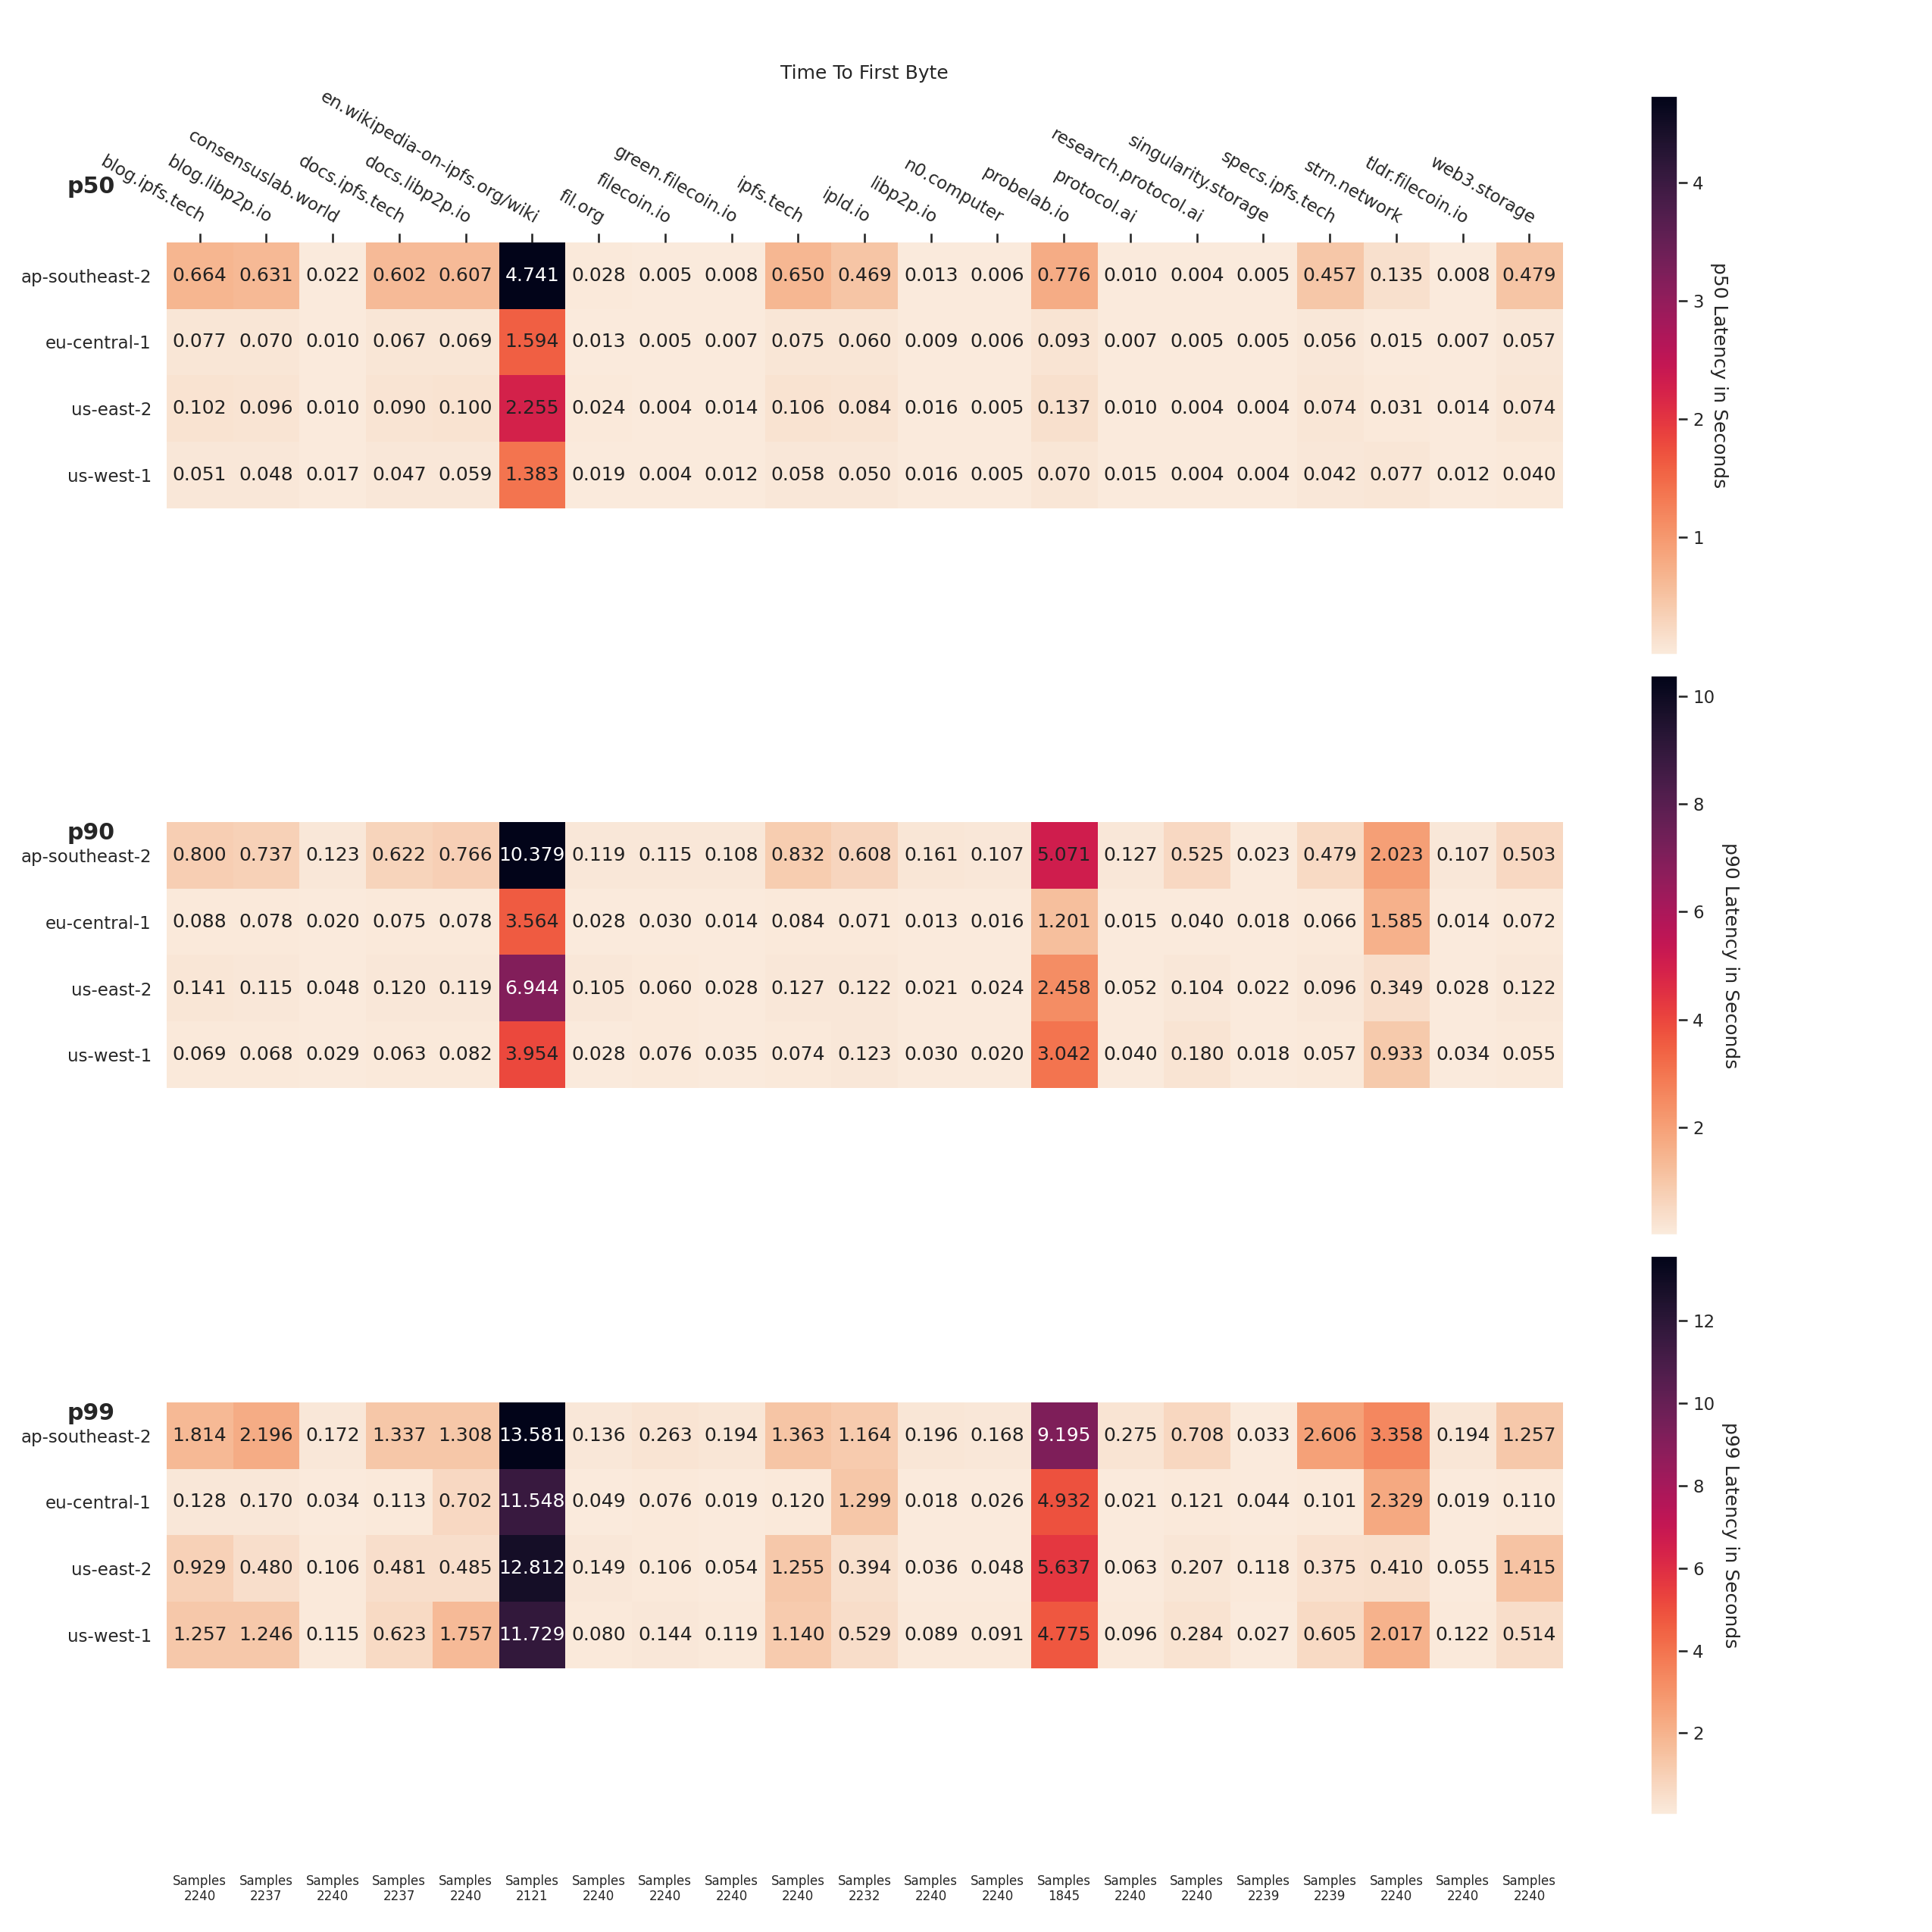 Time To First Byte
p50
blog.ipfs.tech
blog.libp2p.io
consensuslab.world
docs.ipfs.tech
docs.libp2p.io
en.wikipedia-on-ipfs.org/wiki
fil.org
filecoin.io
green.filecoin.io
ipfs.tech
ipld.io
libp2p.io
n0.computer
probelab.io
protocol.ai
research.protocol.ai
singularity.storage
specs.ipfs.tech
strn.network
tldr.filecoin.io
web3.storage
ap-southeast-2 0.664 0.631 0.022 0.602 0.607 4.741 0.028 0.005 0.008 0.650 0.469 0.013 0.006 0.776 0.010 0.004 0.005 0.457 0.135 0.008 0.479
eu-central-1 0.077 0.070 0.010 0.067 0.069 1.594 0.013 0.005 0.007 0.075 0.060 0.009 0.006 0.093 0.007 0.005 0.005 0.056 0.015 0.007 0.057
us-east-2 0.102 0.096 0.010 0.090 0.100 2.255 0.024 0.004 0.014 0.106 0.084 0.016 0.005 0.137 0.010 0.004 0.004 0.074 0.031 0.014 0.074
us-west-1 0.051 0.048 0.017 0.047 0.059 1.383 0.019 0.004 0.012 0.058 0.050 0.016 0.005 0.070 0.015 0.004 0.004 0.042 0.077 0.012 0.040
4
3
2
1
p50 Latency in Seconds
p90
ap-southeast-2 0.800 0.737 0.123 0.622 0.766 10.379 0.119 0.115 0.108 0.832 0.608 0.161 0.107 5.071 0.127 0.525 0.023 0.479 2.023 0.107 0.503
eu-central-1 0.088 0.078 0.020 0.075 0.078 3.564 0.028 0.030 0.014 0.084 0.071 0.013 0.016 1.201 0.015 0.040 0.018 0.066 1.585 0.014 0.072
us-east-2 0.141 0.115 0.048 0.120 0.119 6.944 0.105 0.060 0.028 0.127 0.122 0.021 0.024 2.458 0.052 0.104 0.022 0.096 0.349 0.028 0.122
us-west-1 0.069 0.068 0.029 0.063 0.082 3.954 0.028 0.076 0.035 0.074 0.123 0.030 0.020 3.042 0.040 0.180 0.018 0.057 0.933 0.034 0.055
10
8
6
4
2
p90 Latency in Seconds
p99
ap-southeast-2 1.814 2.196 0.172 1.337 1.308 13.581 0.136 0.263 0.194 1.363 1.164 0.196 0.168 9.195 0.275 0.708 0.033 2.606 3.358 0.194 1.257
eu-central-1 0.128 0.170 0.034 0.113 0.702 11.548 0.049 0.076 0.019 0.120 1.299 0.018 0.026 4.932 0.021 0.121 0.044 0.101 2.329 0.019 0.110
us-east-2 0.929 0.480 0.106 0.481 0.485 12.812 0.149 0.106 0.054 1.255 0.394 0.036 0.048 5.637 0.063 0.207 0.118 0.375 0.410 0.055 1.415
us-west-1 1.257 1.246 0.115 0.623 1.757 11.729 0.080 0.144 0.119 1.140 0.529 0.089 0.091 4.775 0.096 0.284 0.027 0.605 2.017 0.122 0.514
12
10
8
6
4
2
p99 Latency in Seconds
Samples Samples Samples Samples Samples Samples Samples Samples Samples Samples Samples Samples Samples Samples Samples Samples Samples Samples Samples Samples Samples
2240 2237 2240 2237 2240 2121 2240 2240 2240 2240 2232 2240 2240 1845 2240 2240 2239 2239 2240 2240 2240